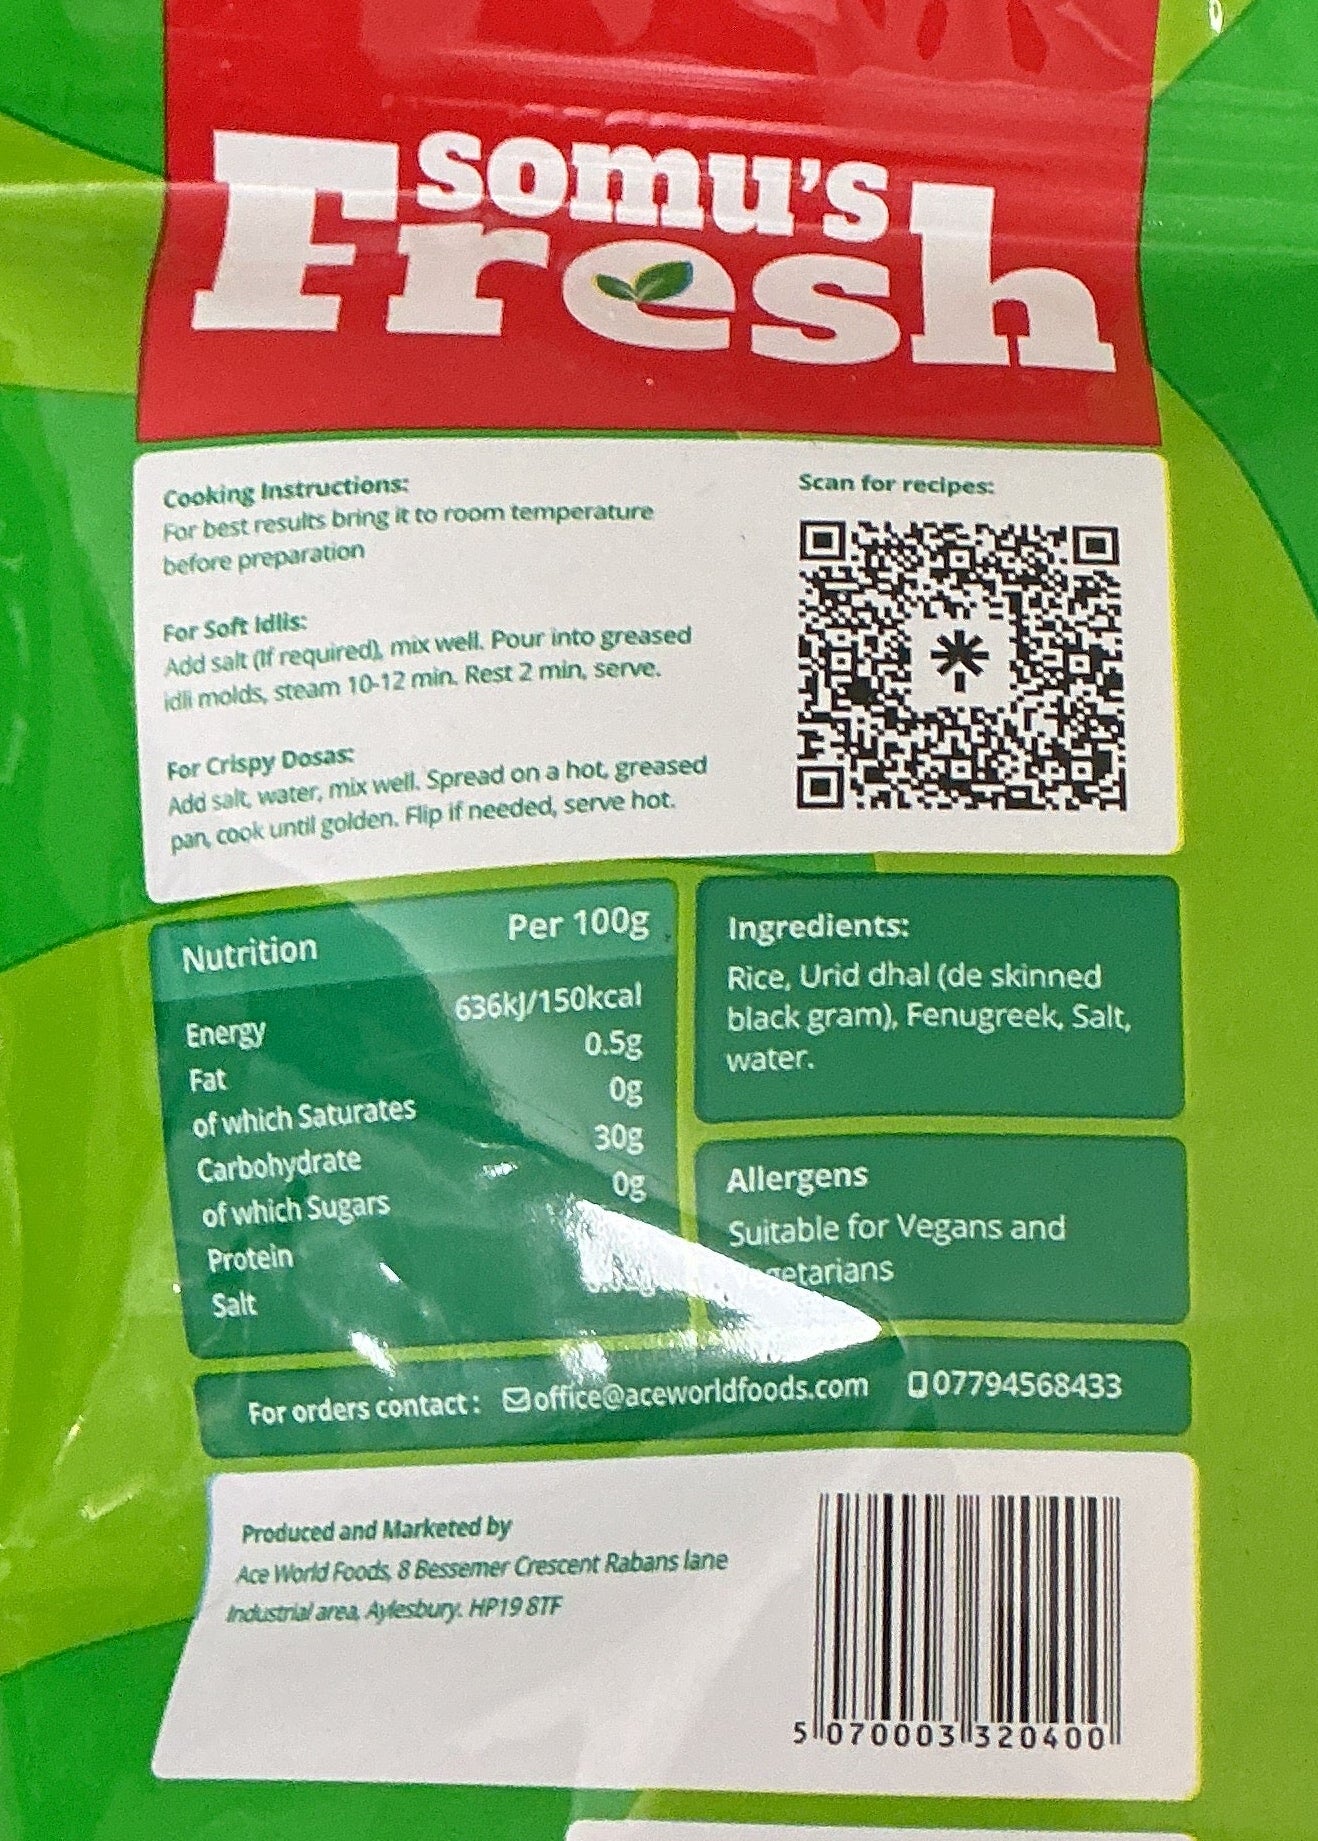 somu's
Fresh
Cooking Instructions:
For best results bring it to room temperature
before preparation
For Soft Idlis:
Add salt (If required), mix well. Pour into greased
idli molds, steam 10-12 min. Rest 2 min, serve.
For Crispy Dosas:
Add salt, water, mix well. Spread on a hot, greased
pan, cook until golden. Flip if needed, serve hot.
Scan for recipes:
Nutrition Per 100g
Energy 636kJ/150kcal
Fat 0.5g
of which Saturates 0g
Carbohydrate 30g
of which Sugars 0g
Protein
Salt
Ingredients:
Rice, Urid dhal (de skinned
black gram), Fenugreek, Salt,
water.
Allergens
Suitable for Vegans and
For orders contact : office@aceworldfoods.com 07794568433
Produced and Marketed by
Ace World Foods, 8 Bessemer Crescent Rabans lane
Industrial area, Aylesbury. HP19 8TF
5 070003 320400